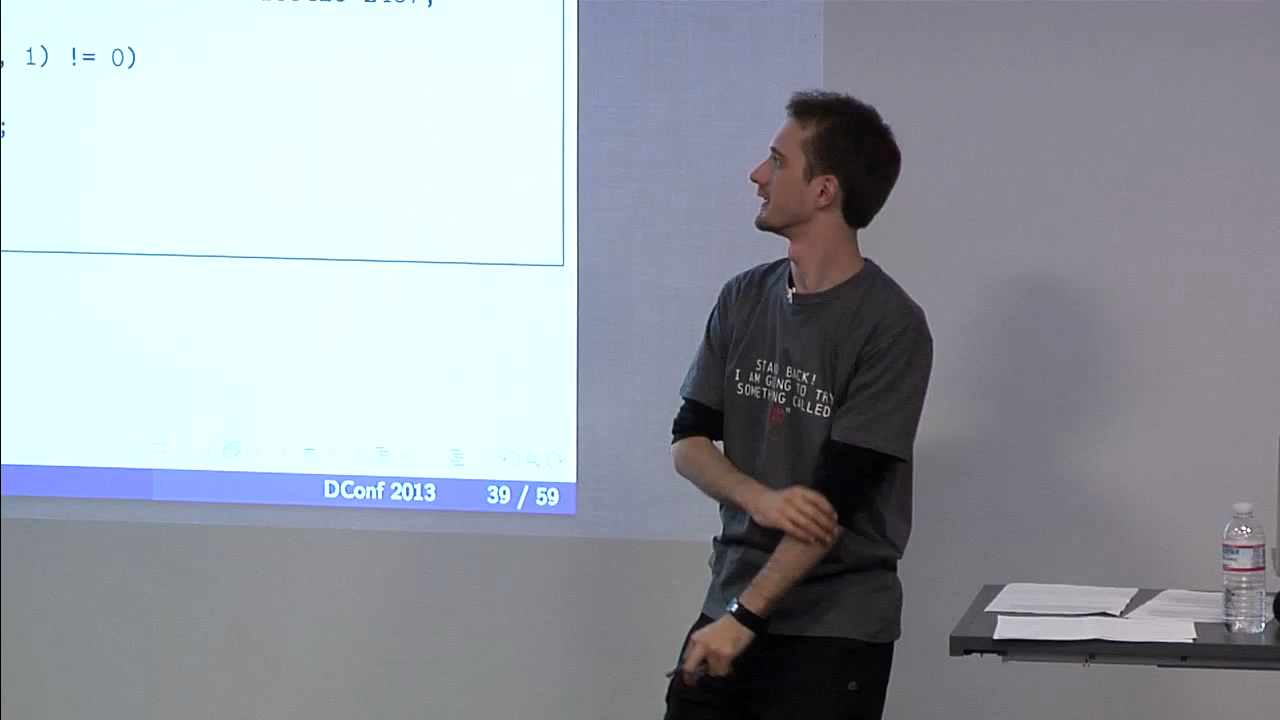 , 1) != 0)
;
DConf 2013 39 / 59
STAND BACK!
I AM GOING TO TRY
SOMETHING CALLED